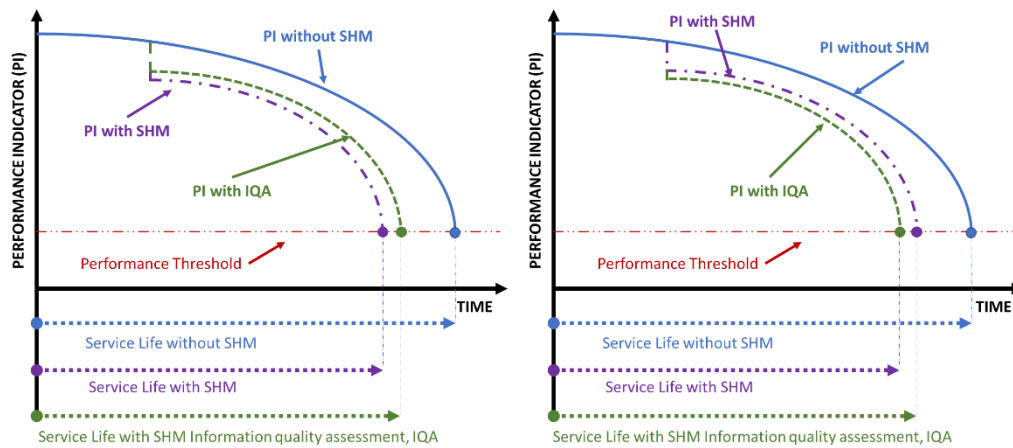 PERFORMANCE INDICATOR (PI)
PI without SHM
PI with SHM
PI with IQA
Performance Threshold
TIME
Service Life without SHM
Service Life with SHM
Service Life with SHM Information quality assessment, IQA
PERFORMANCE INDICATOR (PI)
PI with SHM
PI without SHM
PI with IQA
Performance Threshold
TIME
Service Life without SHM
Service Life with SHM
Service Life with SHM Information quality assessment, IQA